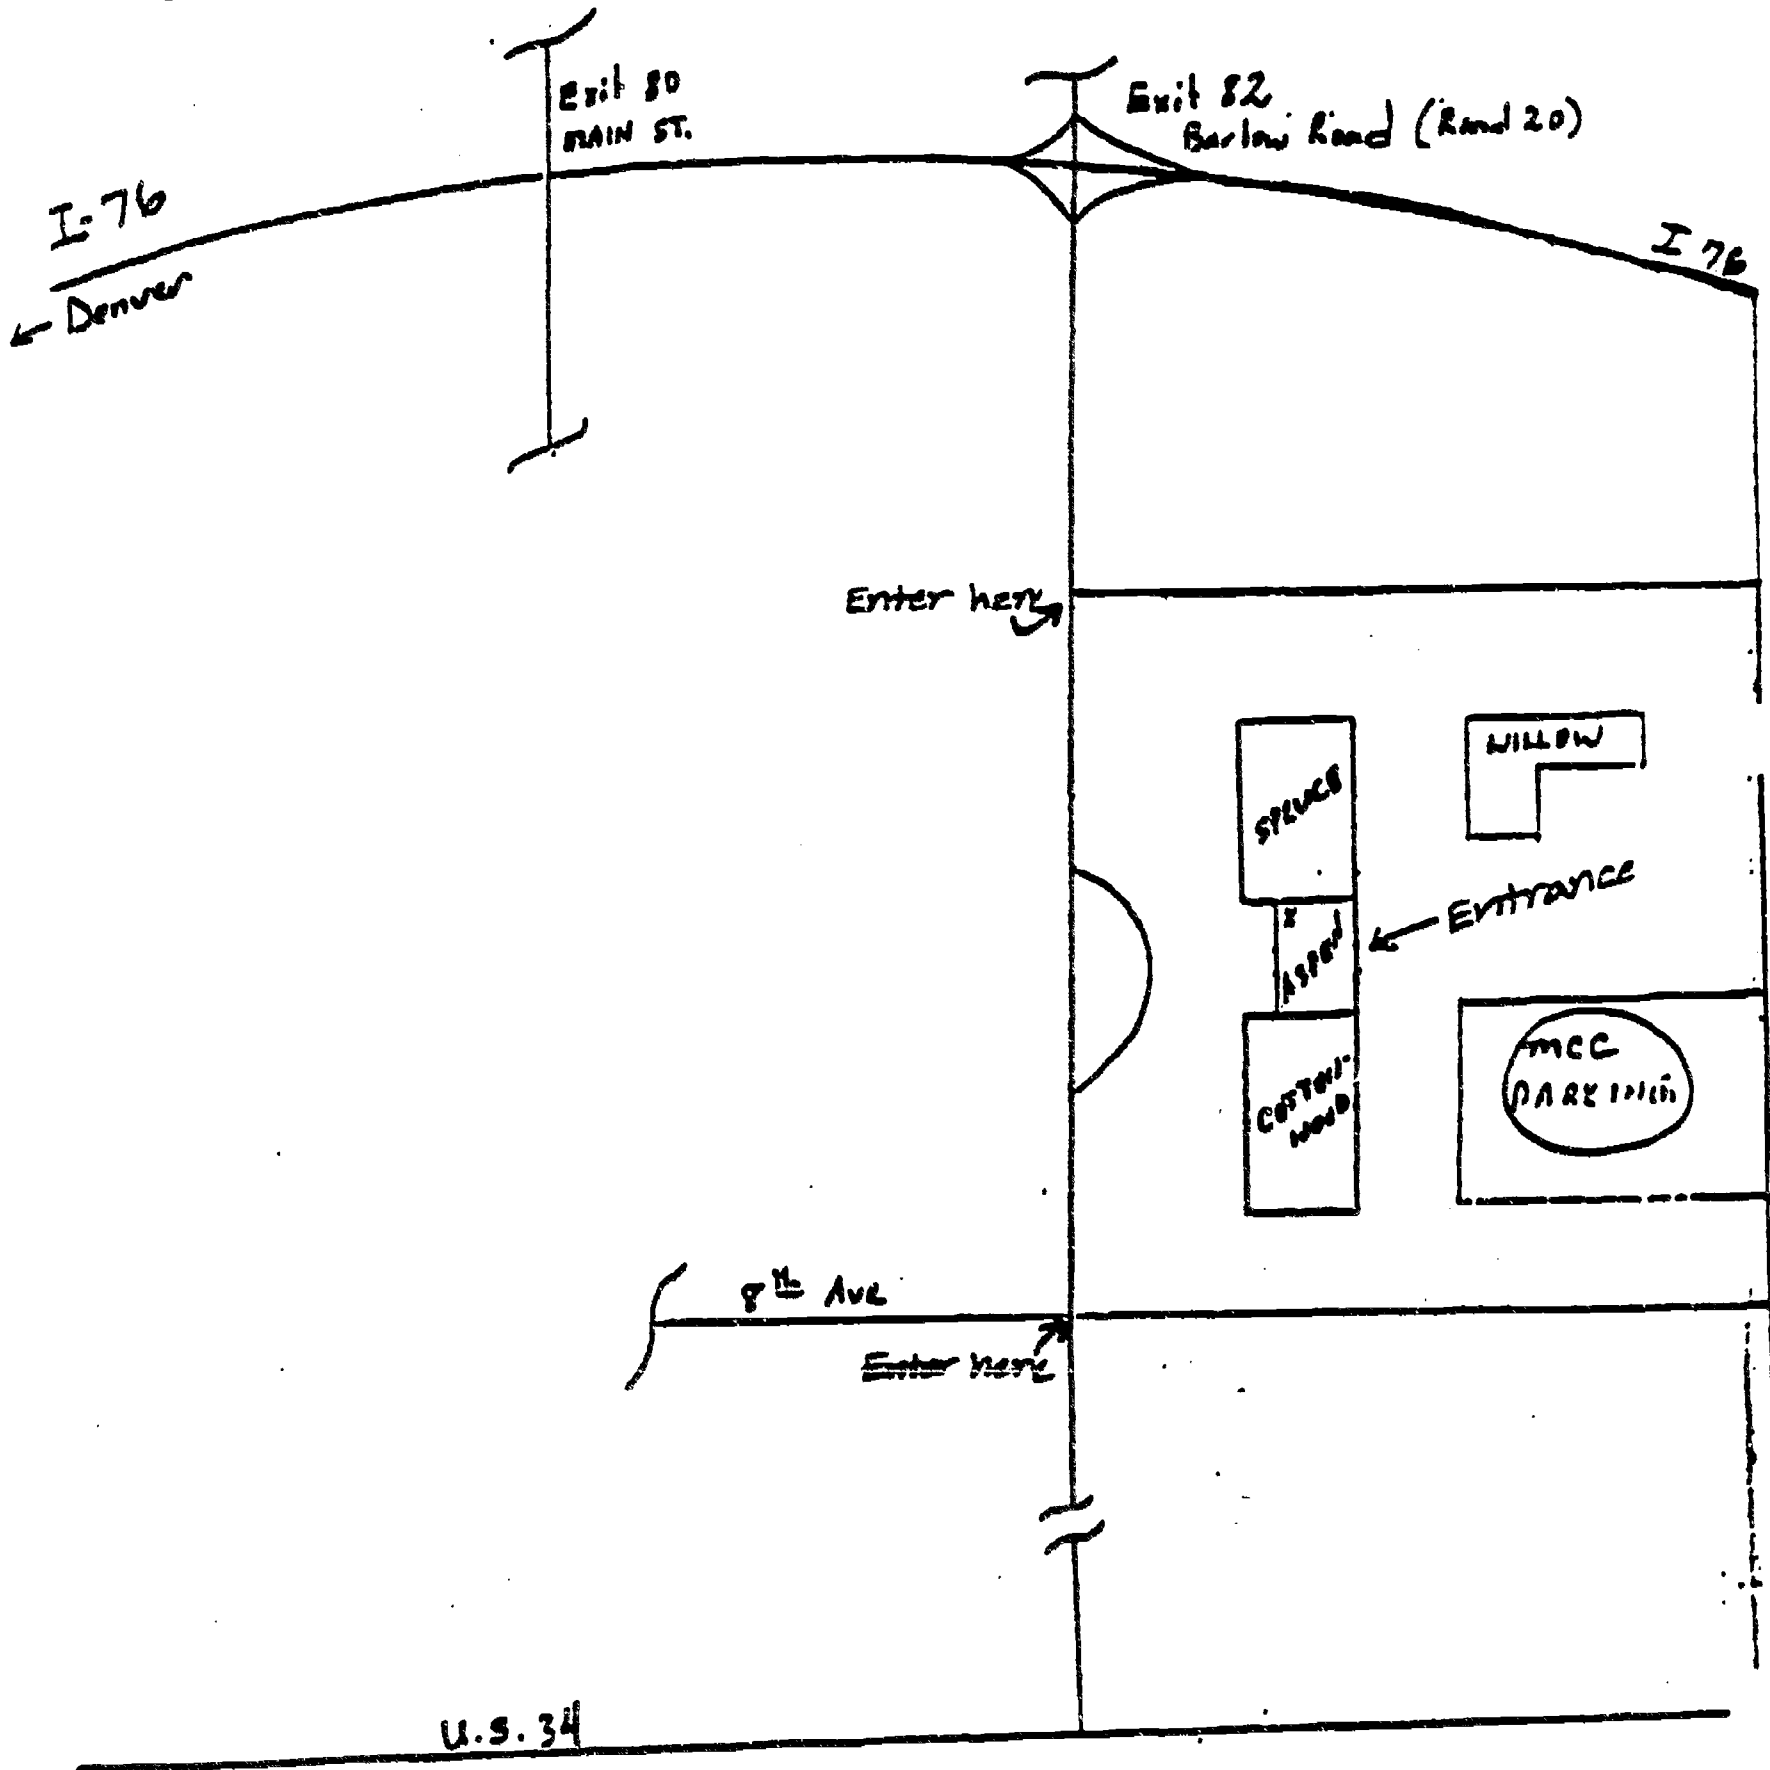 Exit 80
MAIN ST.
Exit 82
Barlow Road (Road 20)
I-76
← Denver
I 76
Enter here
WILLOW
SPRUCE
← Entrance
x
ASPEN
MCC
PARKING
COTTON-
WOOD
8th Ave
Enter here
U.S. 34